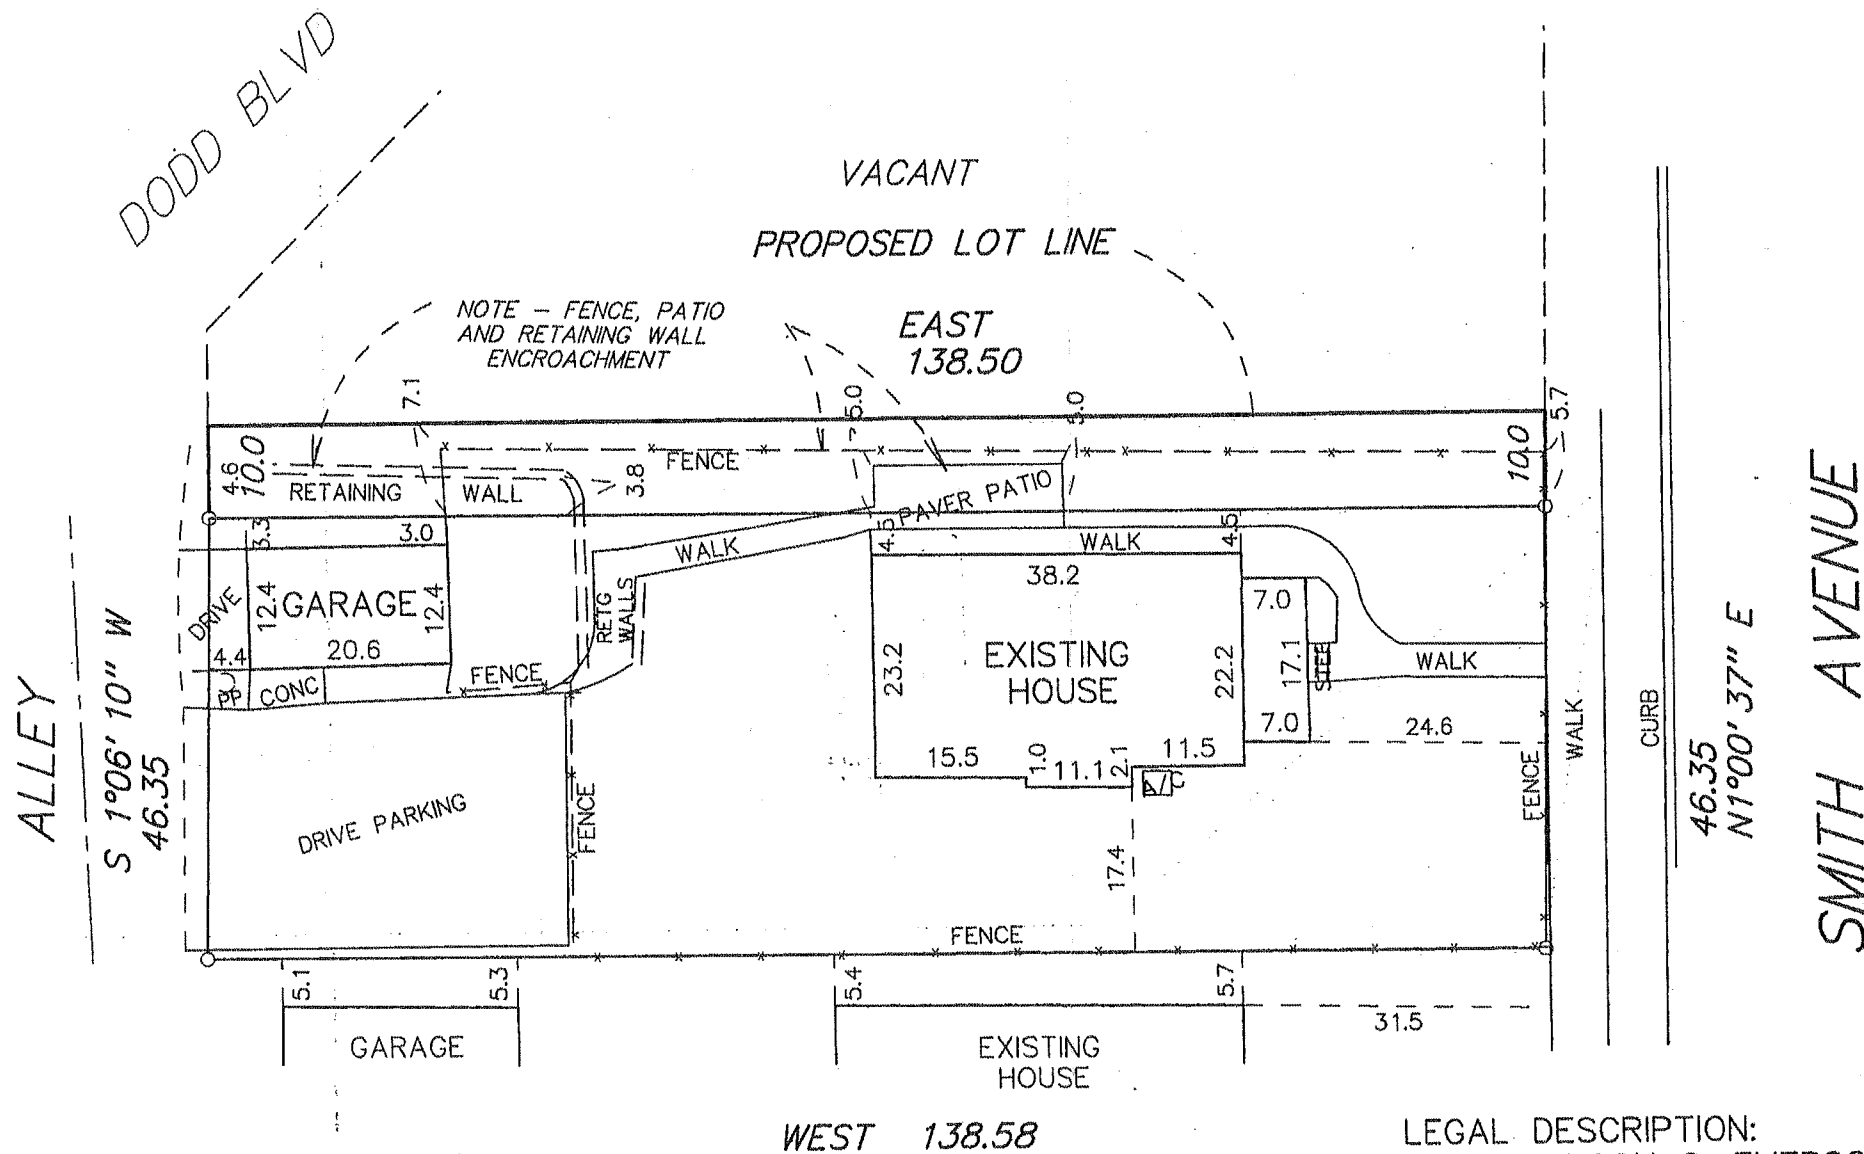 DODD BLVD
VACANT
PROPOSED LOT LINE
NOTE - FENCE, PATIO
AND RETAINING WALL
ENCROACHMENT
EAST
138.50
7.1
5.0
5.0
5.7
4.6
10.0
FENCE
3.8
10.0
RETAINING WALL
PAVER PATIO
3.3
3.0
WALK
4.5
WALK
4.5
38.2
DRIVE
12.4
GARAGE
12.4
RETG
WALLS
7.0
4.4
20.6
23.2
EXISTING
HOUSE
22.2
17.1
WALK
PP
CONC
FENCE
7.0
24.6
15.5
1.0
11.1
2.1
11.5
A/C
DRIVE PARKING
FENCE
17.4
FENCE
WALK
CURB
ALLEY
S 1°06'10" W
46.35
46.35
N1°00'37" E
SMITH AVENUE
FENCE
5.1
5.3
5.4
5.7
31.5
GARAGE
EXISTING
HOUSE
WEST 138.58
LEGAL DESCRIPTION: